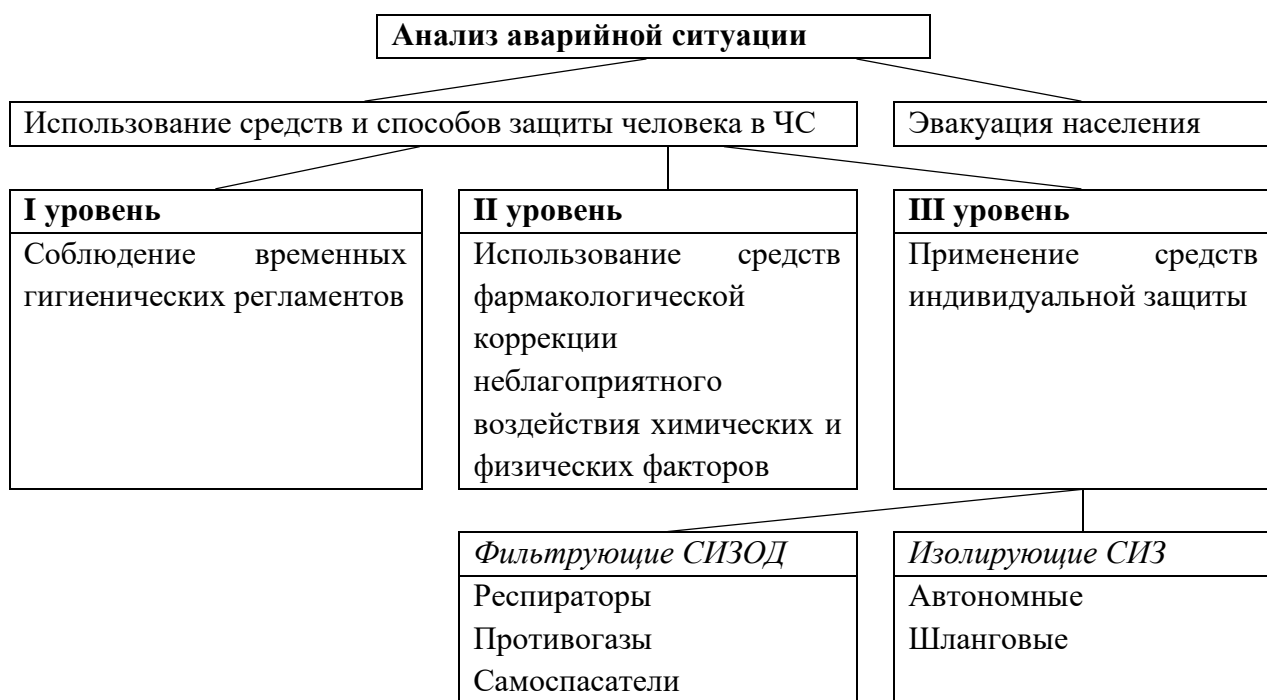 Анализ аварийной ситуации
Использование средств и способов защиты человека в ЧС
Эвакуация населения
I уровень
Соблюдение временных
гигиенических регламентов
II уровень
Использование средств
фармакологической
коррекции
неблагоприятного
воздействия химических и
физических факторов
III уровень
Применение средств
индивидуальной защиты
Фильтрующие СИЗОД
Респираторы
Противогазы
Самоспасатели
Изолирующие СИЗ
Автономные
Шланговые